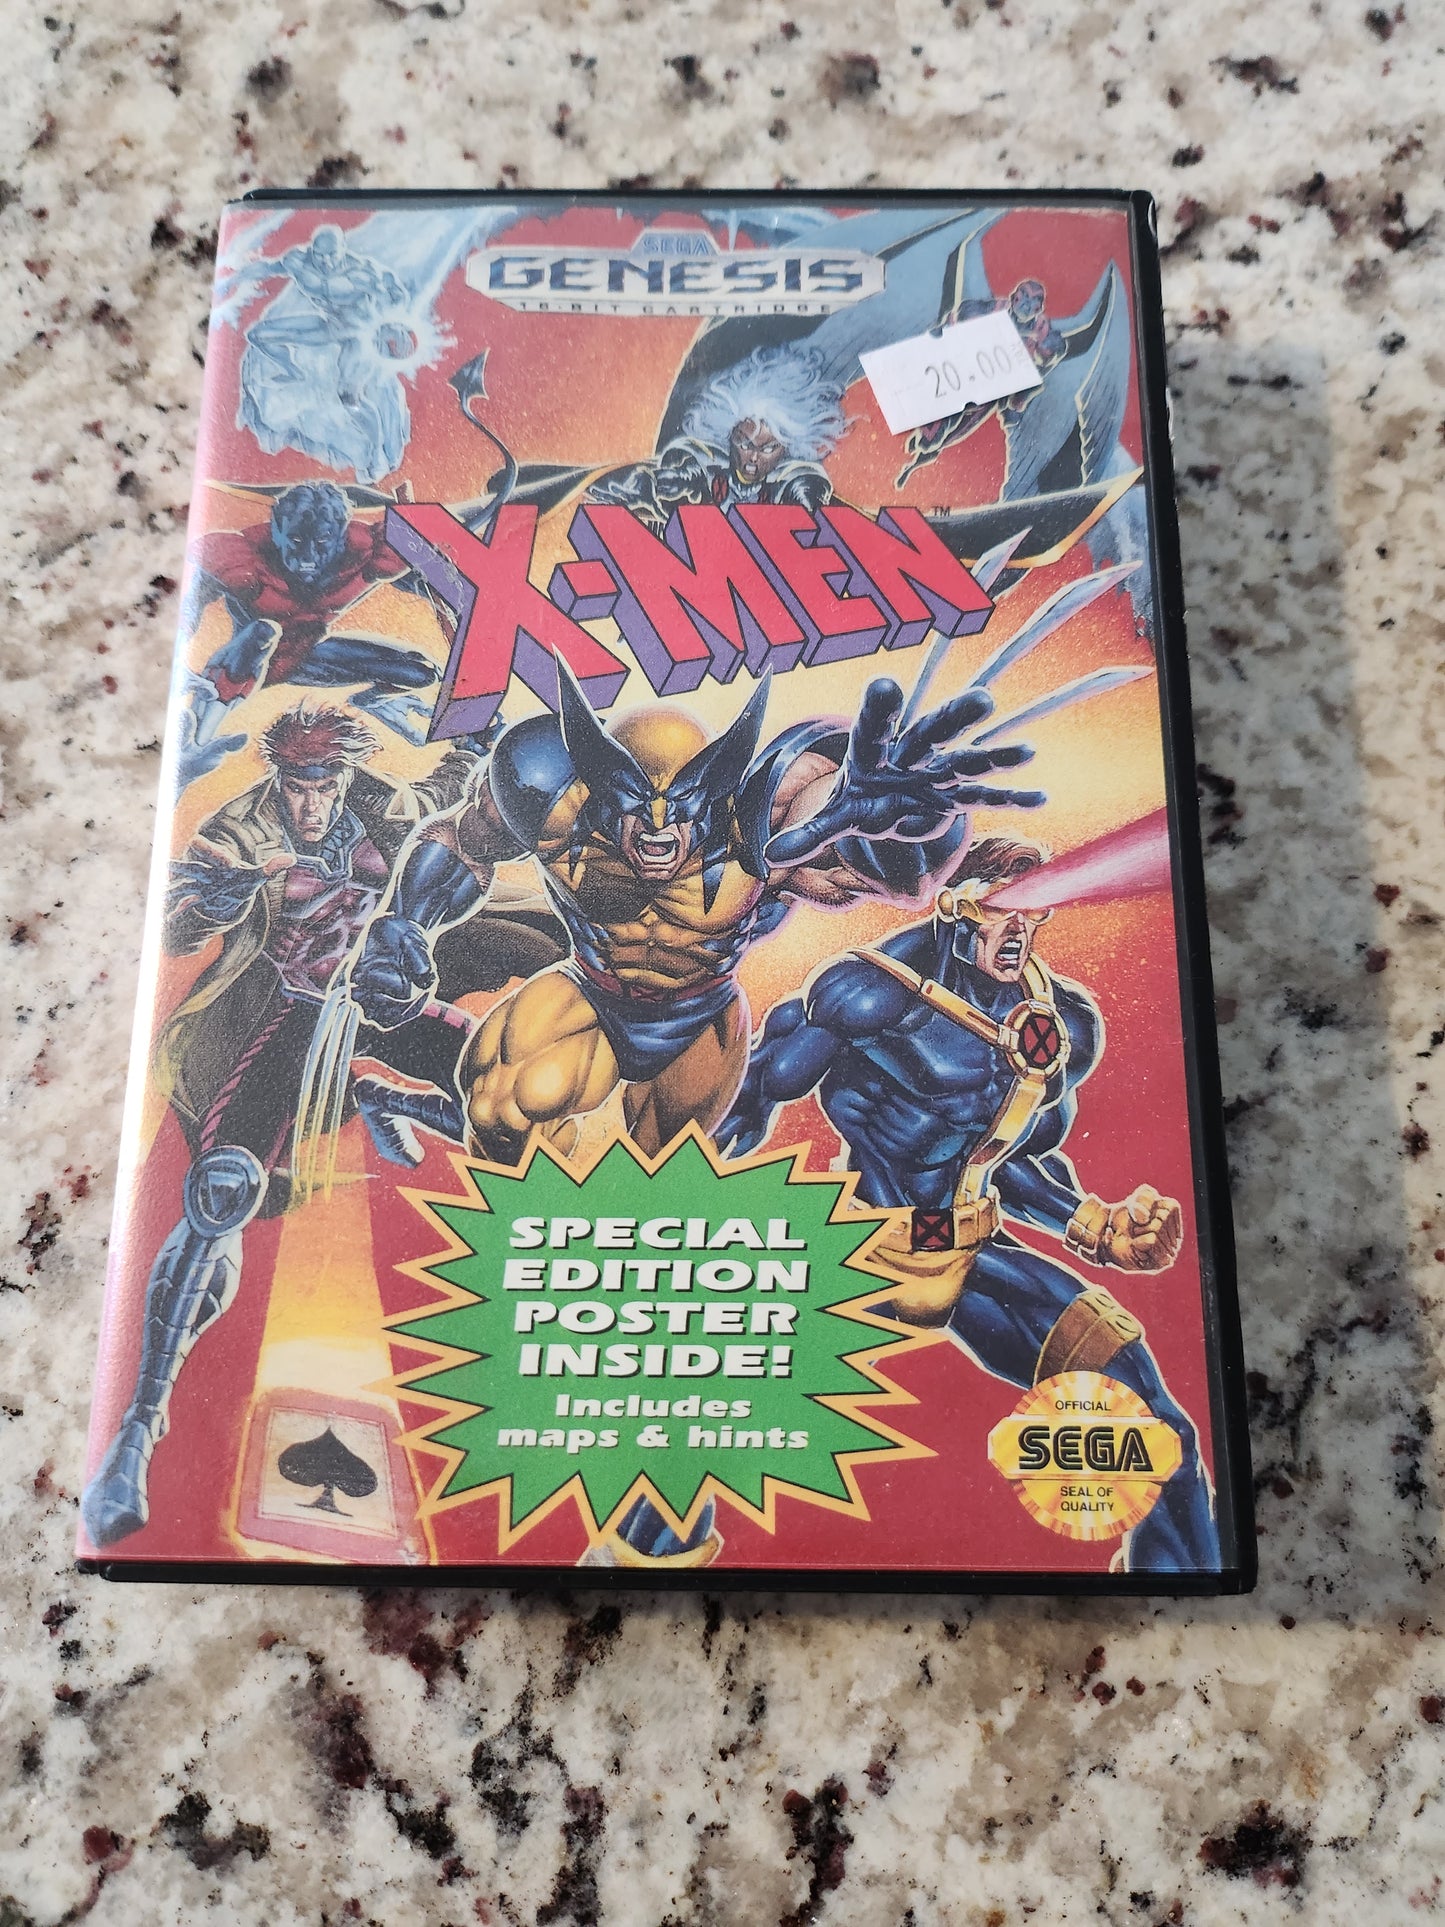 SEGA
GENESIS
16-BIT CARTRIDGE
20.00
X-MEN™
SPECIAL
EDITION
POSTER
INSIDE!
Includes
maps & hints
OFFICIAL
SEGA
SEAL OF
QUALITY